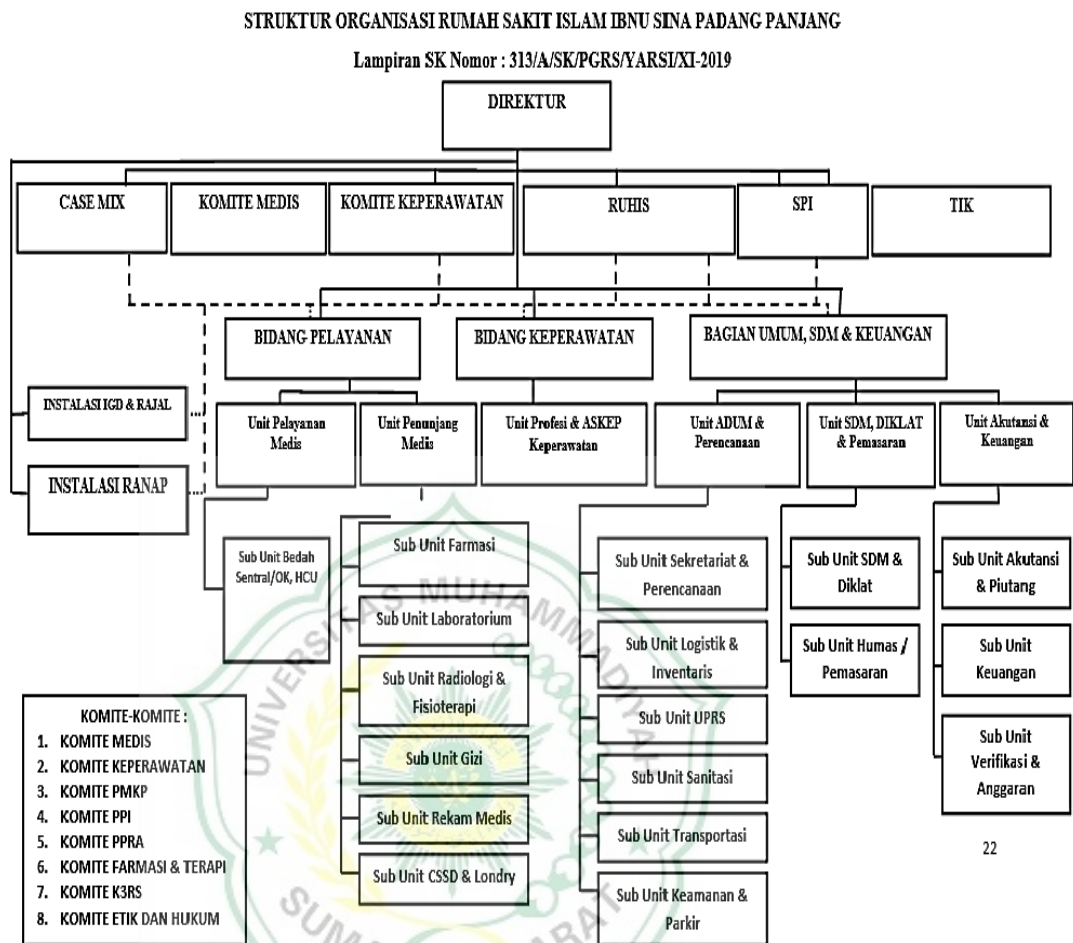 STRUKTUR ORGANISASI RUMAH SAKIT ISLAM IBNU SINA PADANG PANJANG
Lampiran SK Nomor : 313/A/SK/PGRS/YARSI/XI-2019
DIREKTUR
CASE MIX
KOMITE MEDIS
KOMITE KEPERAWATAN
RUHIS
SPI
TIK
BIDANG PELAYANAN
BIDANG KEPERAWATAN
BAGIAN UMUM, SDM & KEUANGAN
INSTALASI IGD & RAJAL
INSTALASI RANAP
Unit Pelayanan
Medis
Unit Penunjang
Medis
Unit Profesi & ASKEP
Keperawatan
Unit ADUM &
Perencanaan
Unit SDM, DIKLAT
& Pemasaran
Unit Akutansi &
Keuangan
Sub Unit Bedah
Sentral/OK, HCU
Sub Unit Farmasi
Sub Unit Laboratorium
Sub Unit Radiologi &
Fisioterapi
Sub Unit Gizi
Sub Unit Rekam Medis
Sub Unit CSSD & Londry
Sub Unit Sekretariat &
Perencanaan
Sub Unit Logistik &
Inventaris
Sub Unit UPRS
Sub Unit Sanitasi
Sub Unit Transportasi
Sub Unit Keamanan &
Parkir
Sub Unit SDM &
Diklat
Sub Unit Humas /
Pemasaran
Sub Unit Akutansi
& Piutang
Sub Unit
Keuangan
Sub Unit
Verifikasi &
Anggaran
KOMITE-KOMITE :
1. KOMITE MEDIS
2. KOMITE KEPERAWATAN
3. KOMITE PMKP
4. KOMITE PPI
5. KOMITE PPRA
6. KOMITE FARMASI & TERAPI
7. KOMITE K3RS
8. KOMITE ETIK DAN HUKUM
22
UNIVERSITAS MUHAMMADIYAH